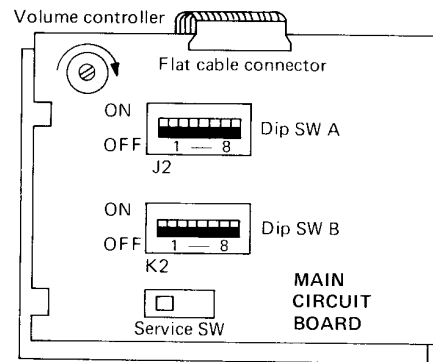 Volume controller
Flat cable connector
ON
OFF
1 — 8
Dip SW A
J2
ON
OFF
1 — 8
Dip SW B
K2
Service SW
MAIN
CIRCUIT
BOARD